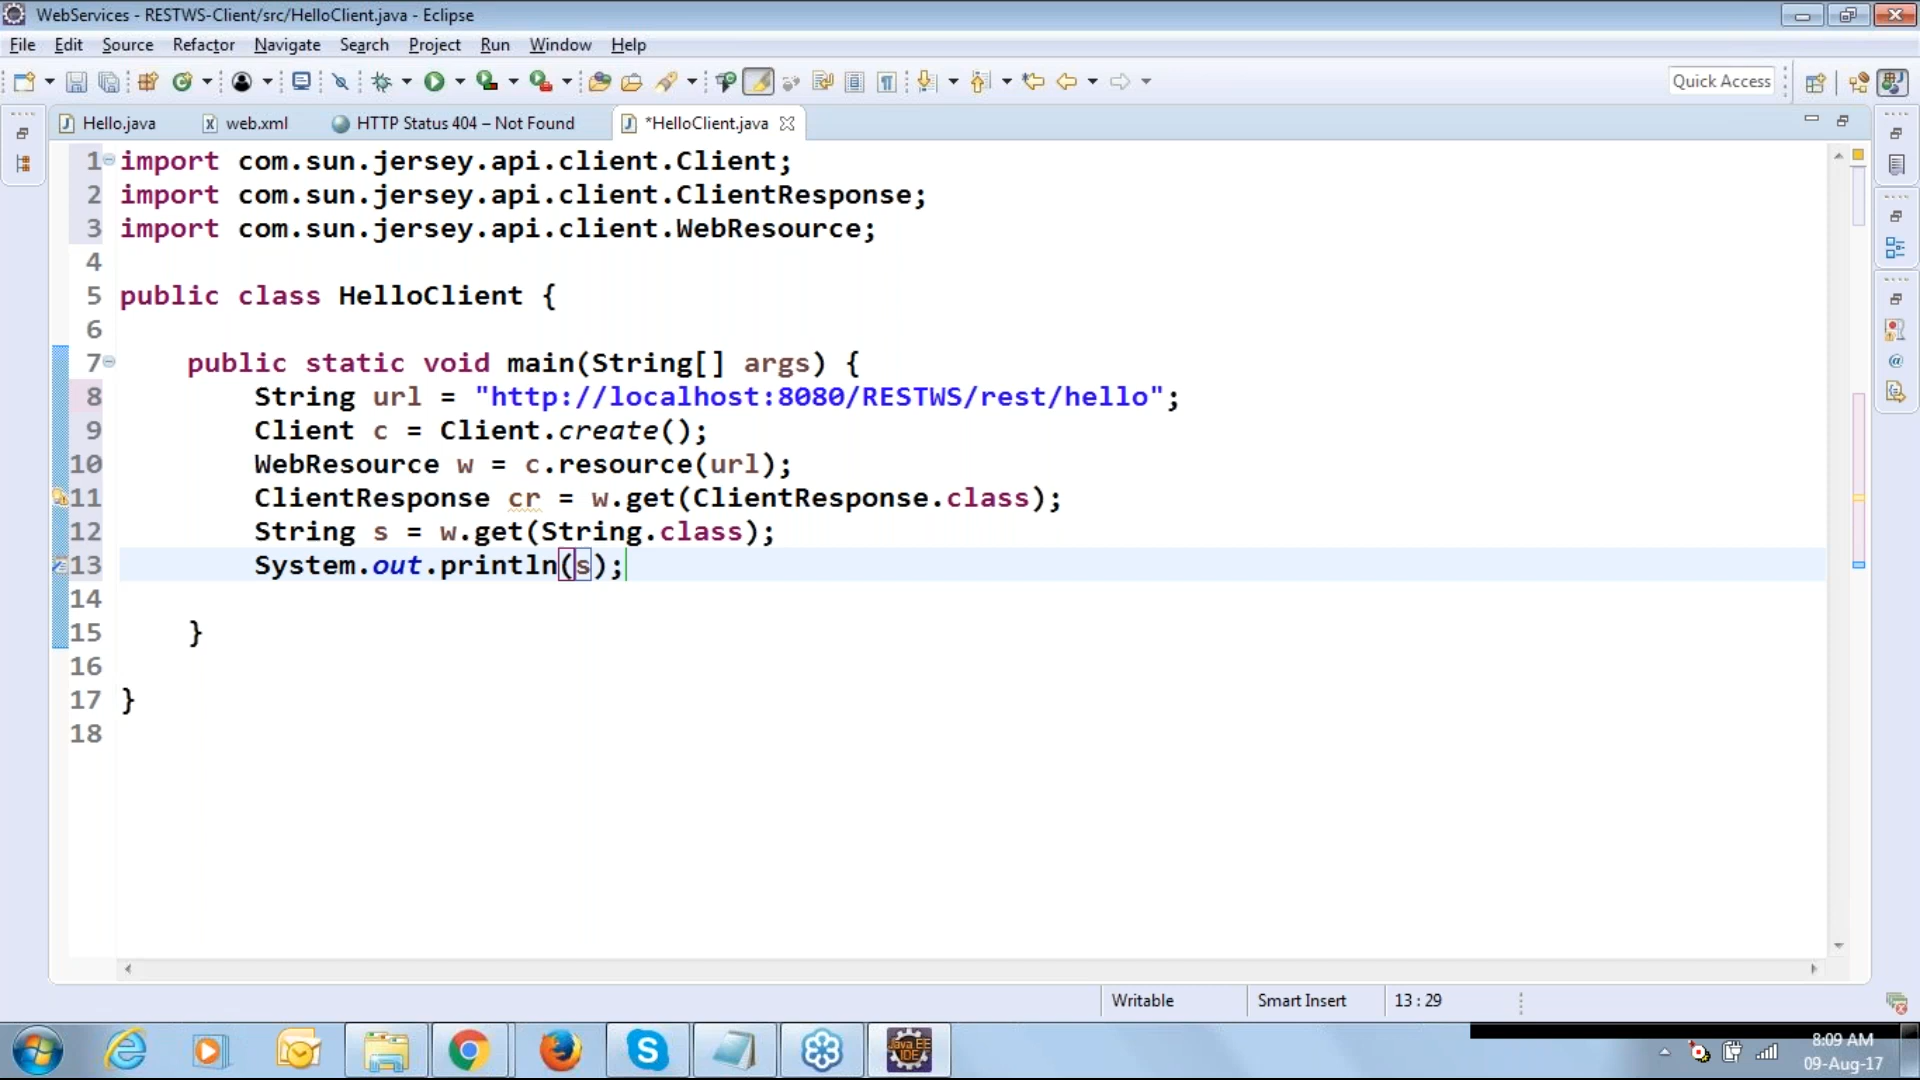 WebServices - RESTWS-Client/src/HelloClient.java - Eclipse
File Edit Source Refactor Navigate Search Project Run Window Help
Quick Access
Hello.java web.xml HTTP Status 404 – Not Found *HelloClient.java
1 import com.sun.jersey.api.client.Client;
2 import com.sun.jersey.api.client.ClientResponse;
3 import com.sun.jersey.api.client.WebResource;
4
5 public class HelloClient {
6
7 public static void main(String[] args) {
8 String url = "http://localhost:8080/RESTWS/rest/hello";
9 Client c = Client.create();
10 WebResource w = c.resource(url);
11 ClientResponse cr = w.get(ClientResponse.class);
12 String s = w.get(String.class);
13 System.out.println(s);
14
15 }
16
17 }
18
Writable Smart Insert 13 : 29
Java EE
IDE
8:09 AM
09-Aug-17